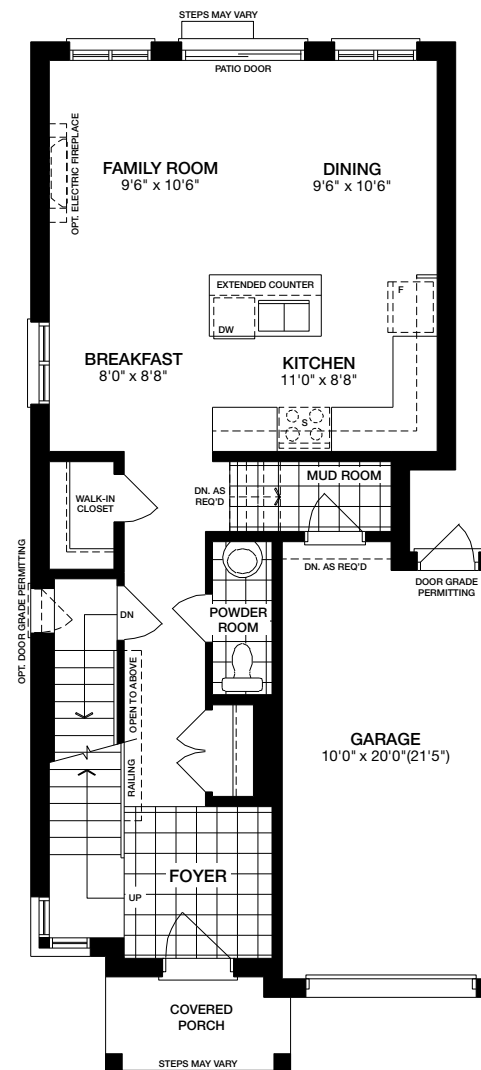 STEPS MAY VARY
PATIO DOOR
OPT. ELECTRIC FIREPLACE
FAMILY ROOM
9'6" x 10'6"
DINING
9'6" x 10'6"
EXTENDED COUNTER
F
DW
BREAKFAST
8'0" x 8'8"
KITCHEN
11'0" x 8'8"
S
WALK-IN
CLOSET
DN. AS
REQ'D
MUD ROOM
DN. AS REQ'D
DOOR GRADE
PERMITTING
OPT. DOOR GRADE PERMITTING
DN
POWDER
ROOM
OPEN TO ABOVE
RAILING
GARAGE
10'0" x 20'0"(21'5")
FOYER
UP
COVERED
PORCH
STEPS MAY VARY